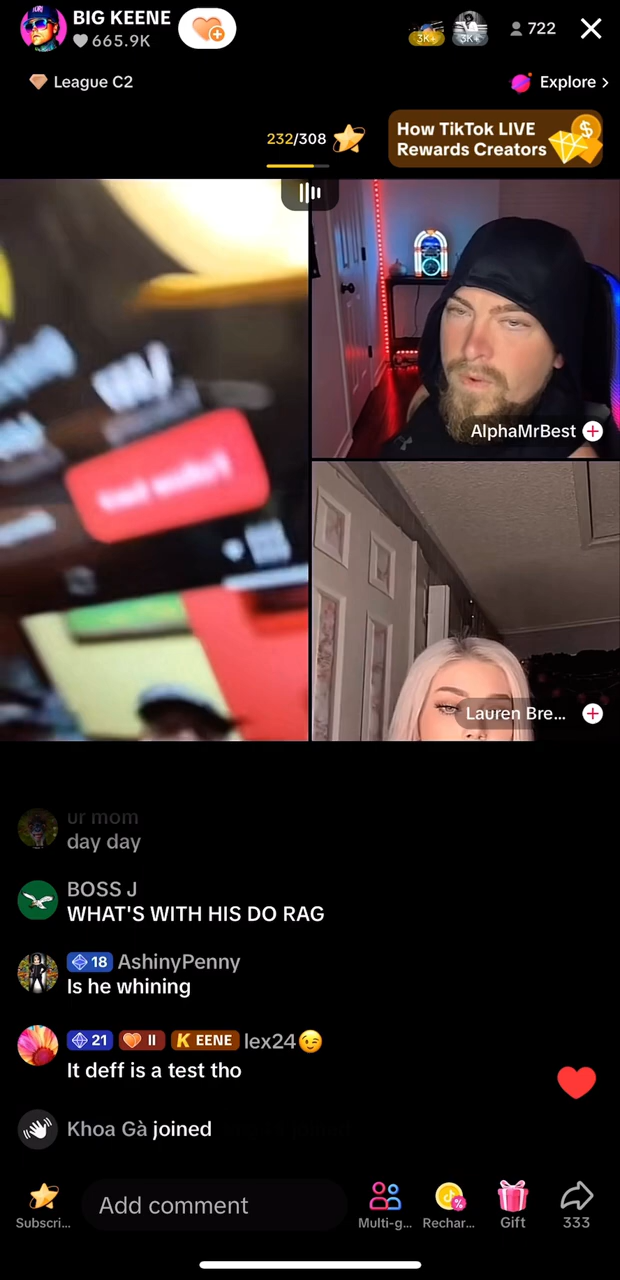 BIG KEENE
665.9K
3K+
3K+
722
League C2
Explore >
232/308
How TikTok LIVE
Rewards Creators
AlphaMrBest
Lauren Bre...
ur mom
day day
BOSS J
WHAT'S WITH HIS DO RAG
18 AshinyPenny
Is he whining
21 II K EENE lex24😉
It deff is a test tho
Khoa Gà joined
Subscri...
Add comment
Multi-g...
Rechar...
Gift
333